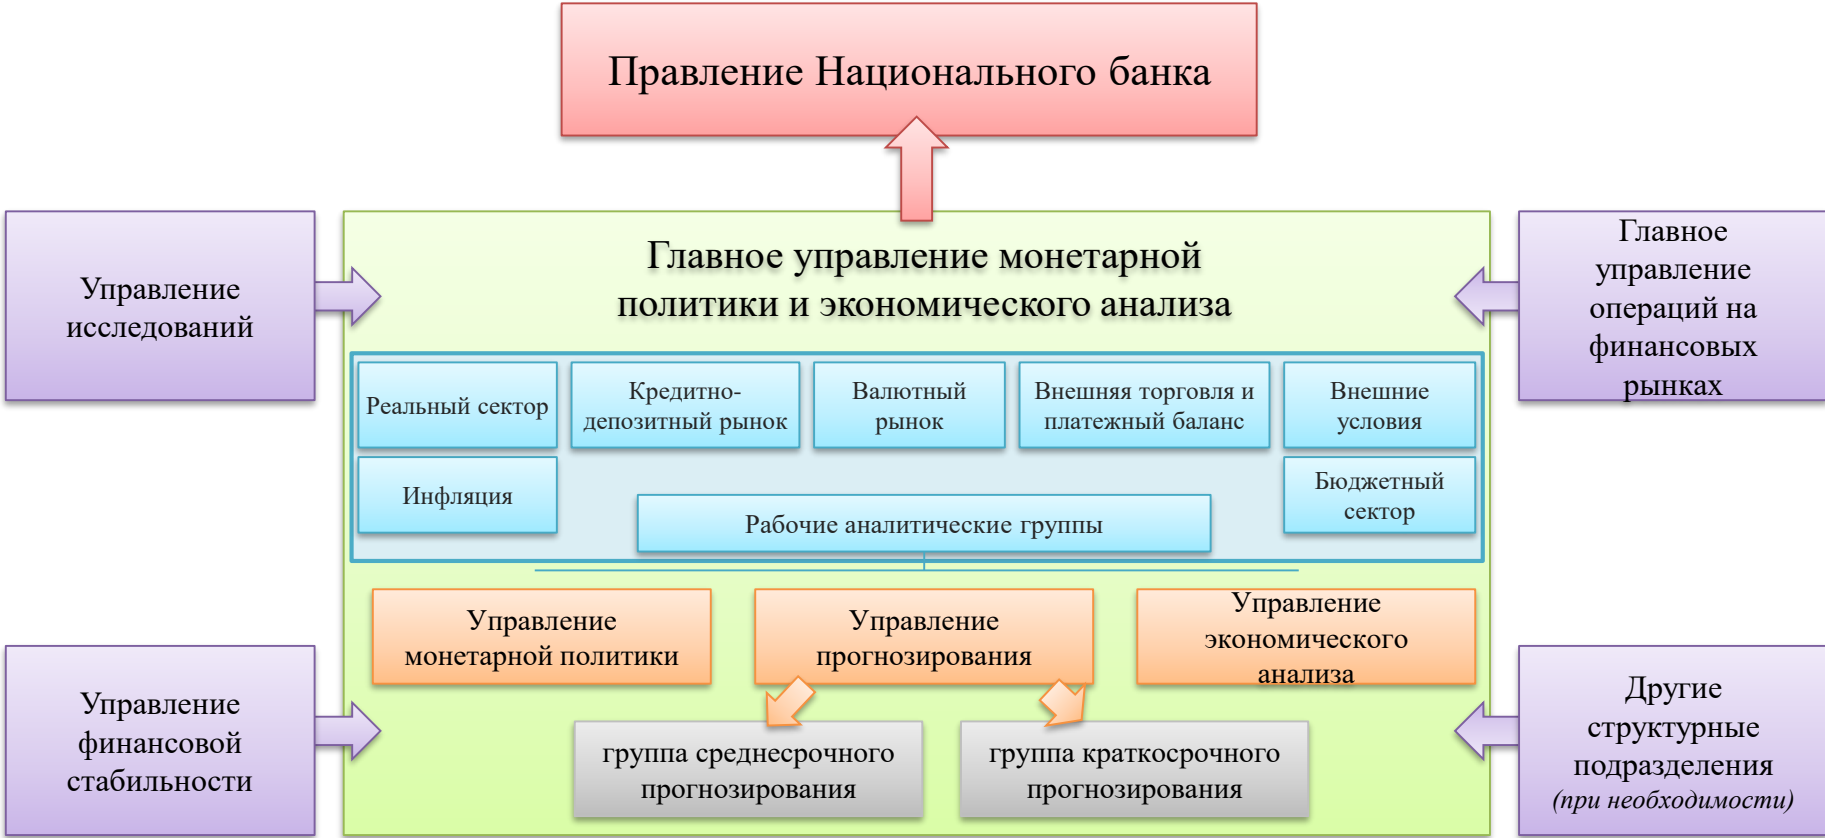 Правление Национального банка
Управление
исследований
Главное управление монетарной
политики и экономического анализа
Главное
управление
операций на
финансовых
рынках
Реальный сектор
Кредитно-
депозитный рынок
Валютный
рынок
Внешняя торговля и
платежный баланс
Внешние
условия
Инфляция
Рабочие аналитические группы
Бюджетный
сектор
Управление
монетарной политики
Управление
прогнозирования
Управление
экономического
анализа
Управление
финансовой
стабильности
группа среднесрочного
прогнозирования
группа краткосрочного
прогнозирования
Другие
структурные
подразделения
(при необходимости)